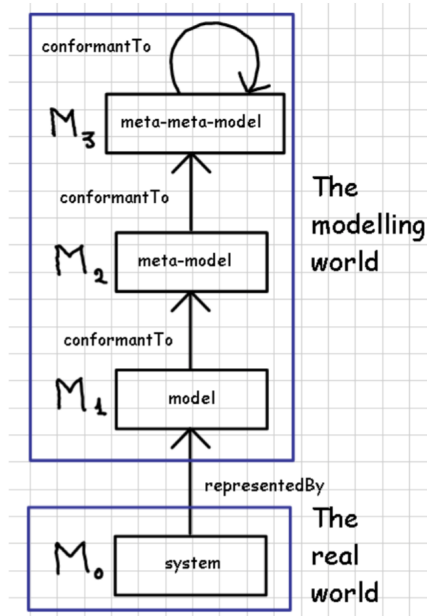 conformantTo
M3
meta-meta-model
conformantTo
The
modelling
world
M2
meta-model
conformantTo
M1
model
representedBy
The
real
world
M0
system